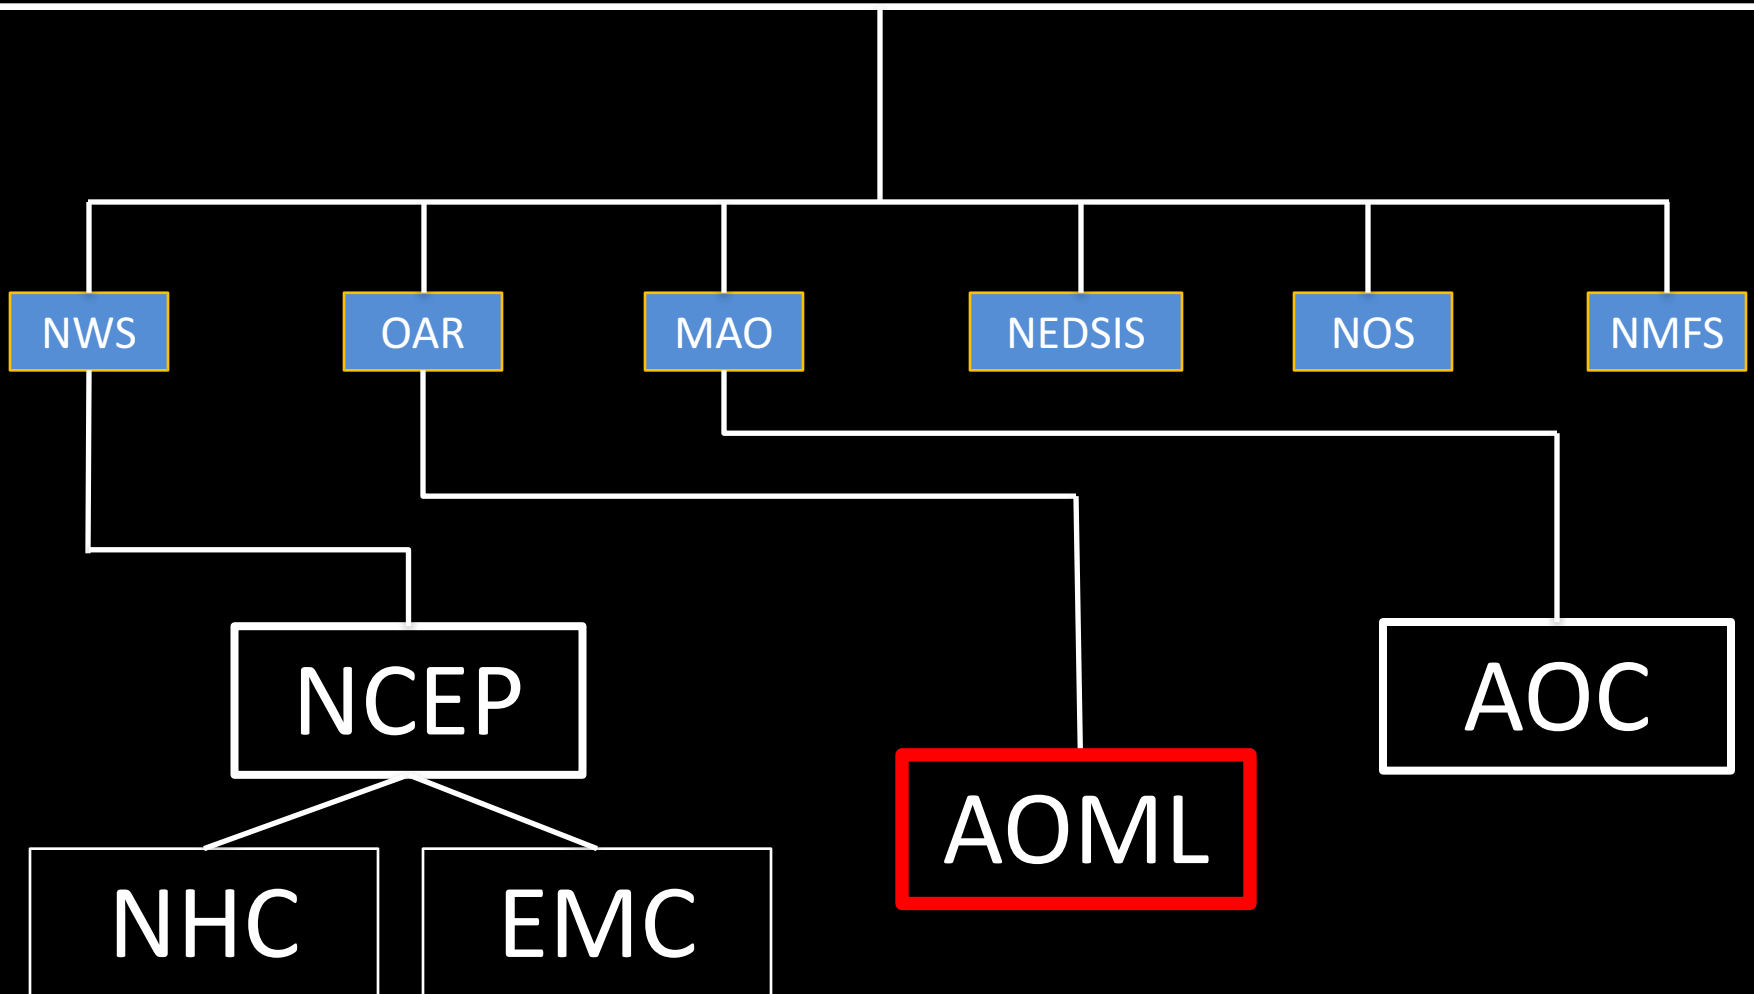 NWS
OAR
MAO
NEDSIS
NOS
NMFS
NCEP
AOC
AOML
NHC
EMC